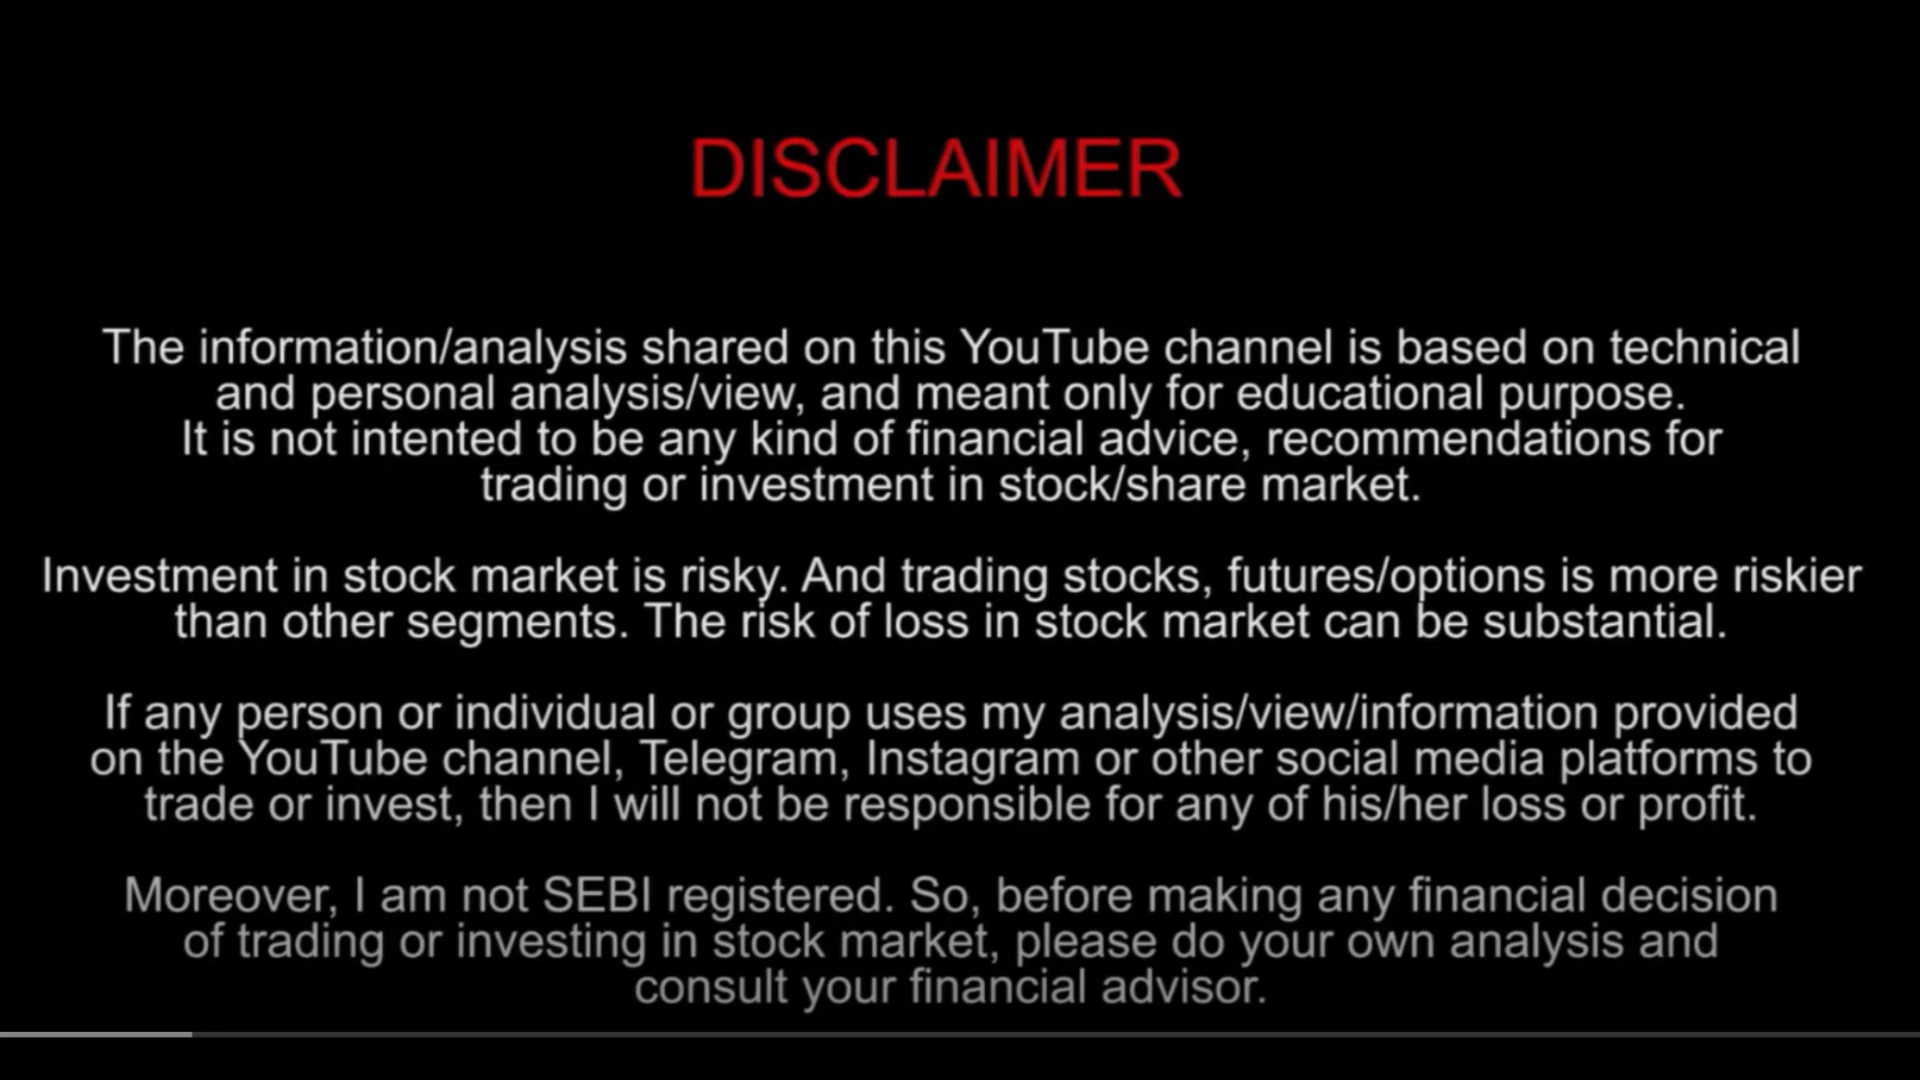 DISCLAIMER
The information/analysis shared on this YouTube channel is based on technical
and personal analysis/view, and meant only for educational purpose.
It is not intented to be any kind of financial advice, recommendations for
trading or investment in stock/share market.
Investment in stock market is risky. And trading stocks, futures/options is more riskier
than other segments. The risk of loss in stock market can be substantial.
If any person or individual or group uses my analysis/view/information provided
on the YouTube channel, Telegram, Instagram or other social media platforms to
trade or invest, then I will not be responsible for any of his/her loss or profit.
Moreover, I am not SEBI registered. So, before making any financial decision
of trading or investing in stock market, please do your own analysis and
consult your financial advisor.